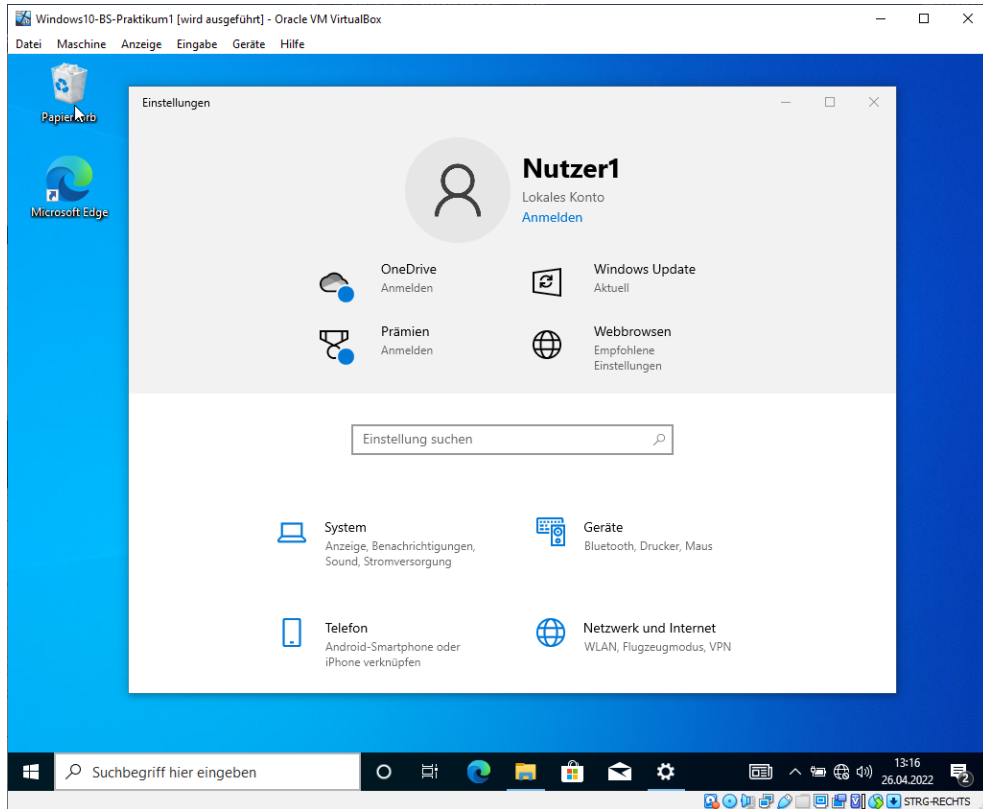 Windows10-BS-Praktikum1 [wird ausgeführt] - Oracle VM VirtualBox
Datei Maschine Anzeige Eingabe Geräte Hilfe
Papierkorb
Microsoft Edge
Einstellungen
Nutzer1
Lokales Konto
Anmelden
OneDrive
Anmelden
Windows Update
Aktuell
Prämien
Anmelden
Webbrowsen
Empfohlene
Einstellungen
Einstellung suchen
System
Anzeige, Benachrichtigungen,
Sound, Stromversorgung
Geräte
Bluetooth, Drucker, Maus
Telefon
Android-Smartphone oder
iPhone verknüpfen
Netzwerk und Internet
WLAN, Flugzeugmodus, VPN
Suchbegriff hier eingeben
13:16
26.04.2022
2
STRG-RECHTS